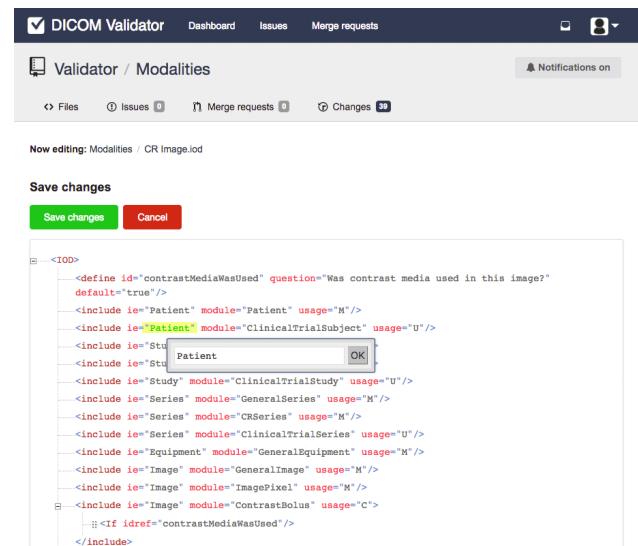 DICOM Validator Dashboard Issues Merge requests
Validator / Modalities
Notifications on
Files Issues 0 Merge requests 0 Changes 39
Now editing: Modalities / CR Image.iod
Save changes
Save changes Cancel
<IOD>
<define id="contrastMediaWasUsed" question="Was contrast media used in this image?"
default="true"/>
<include ie="Patient" module="Patient" usage="M"/>
<include ie="Patient" module="ClinicalTrialSubject" usage="U"/>
<include ie="Stu
Patient OK
<include ie="Stu
<include ie="Study" module="ClinicalTrialStudy" usage="U"/>
<include ie="Series" module="GeneralSeries" usage="M"/>
<include ie="Series" module="CRSeries" usage="M"/>
<include ie="Series" module="ClinicalTrialSeries" usage="U"/>
<include ie="Equipment" module="GeneralEquipment" usage="M"/>
<include ie="Image" module="GeneralImage" usage="M"/>
<include ie="Image" module="ImagePixel" usage="M"/>
<include ie="Image" module="ContrastBolus" usage="C">
<If idref="contrastMediaWasUsed"/>
</include>